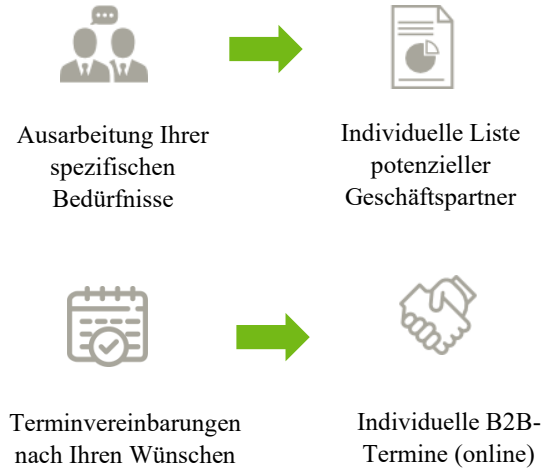 Ausarbeitung Ihrer
spezifischen
Bedürfnisse
Individuelle Liste
potenzieller
Geschäftspartner
Terminvereinbarungen
nach Ihren Wünschen
Individuelle B2B-
Termine (online)